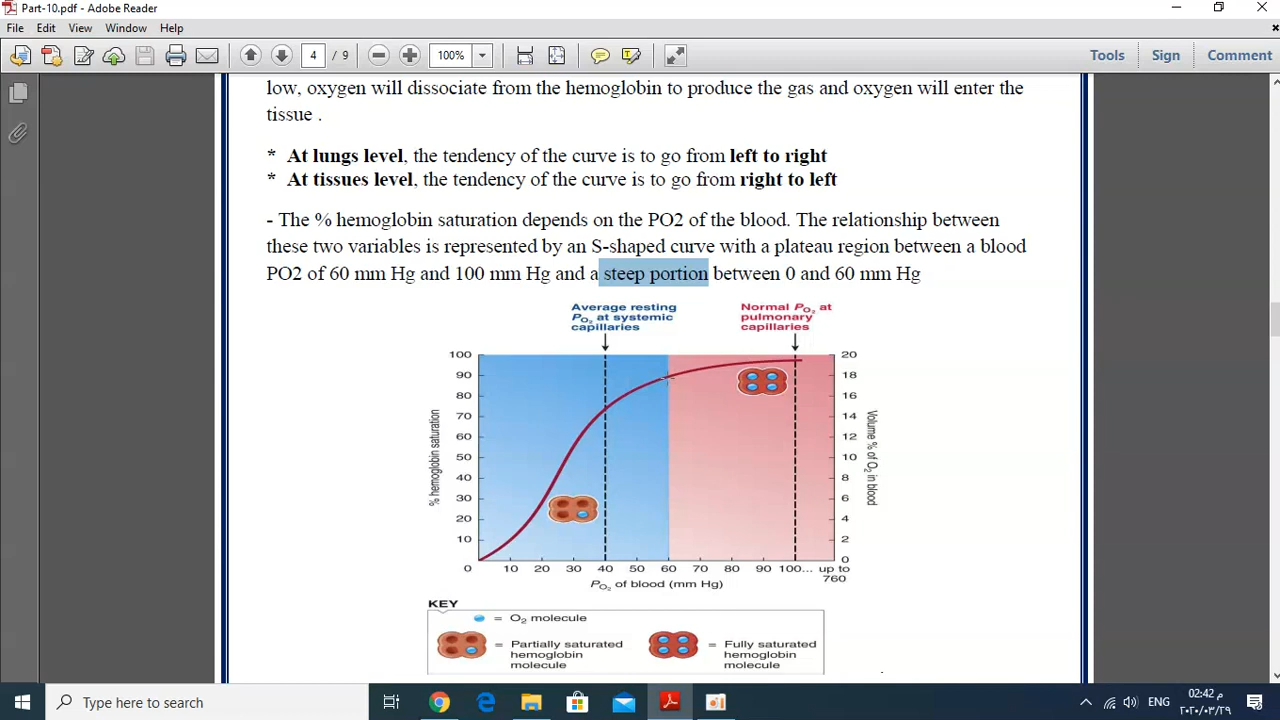 Part-10.pdf - Adobe Reader
File Edit View Window Help
4 / 9 100% Tools Sign Comment
low, oxygen will dissociate from the hemoglobin to produce the gas and oxygen will enter the
tissue .
* At lungs level, the tendency of the curve is to go from left to right
* At tissues level, the tendency of the curve is to go from right to left
- The % hemoglobin saturation depends on the PO2 of the blood. The relationship between
these two variables is represented by an S-shaped curve with a plateau region between a blood
PO2 of 60 mm Hg and 100 mm Hg and a steep portion between 0 and 60 mm Hg
Average resting
PO2 at systemic
capillaries
Normal PO2 at
pulmonary
capillaries
100
90
80
70
60
50
40
30
20
10
% hemoglobin saturation
20
18
16
14
12
10
8
6
4
2
0
Volume % of O2 in blood
0 10 20 30 40 50 60 70 80 90 100... up to
760
PO2 of blood (mm Hg)
KEY
= O2 molecule
= Partially saturated
hemoglobin
molecule
= Fully saturated
hemoglobin
molecule
Type here to search
ENG
02:42 م
٢٠٢٠/٠٣/٢٩